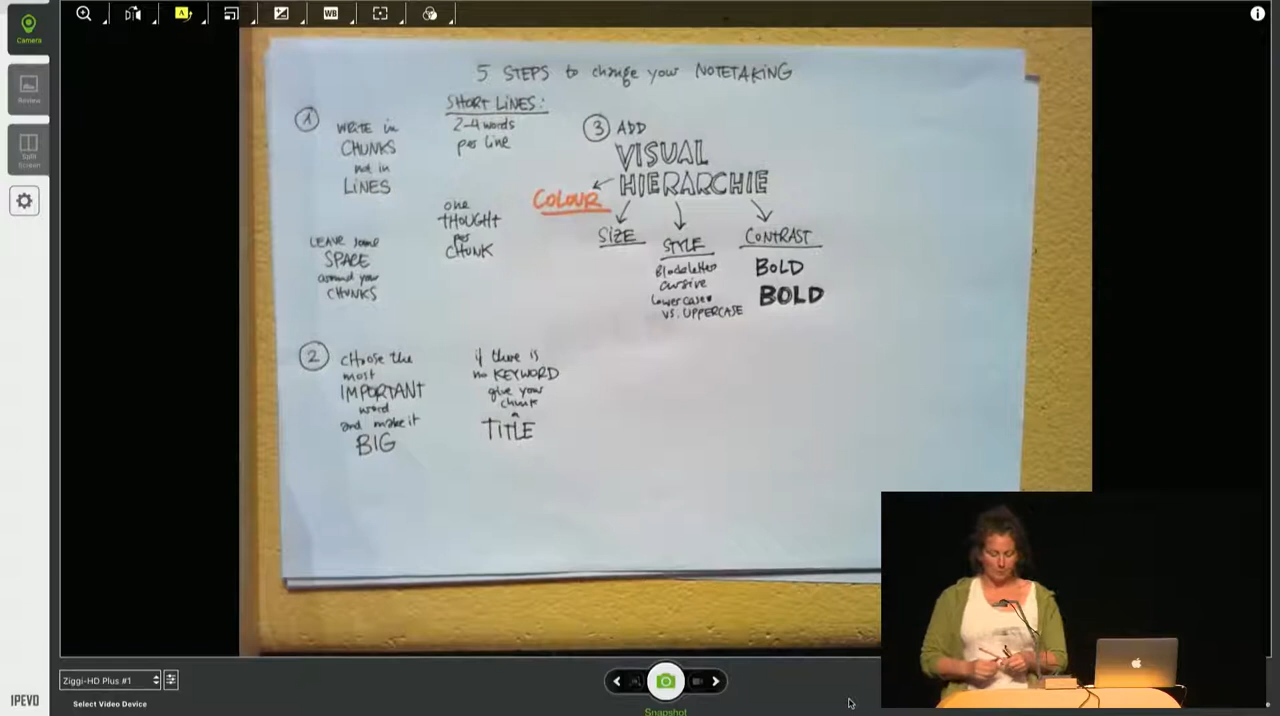 Camera
Review
Split
Screen
WB
5 STEPS to change your NOTETAKING
1
WRITE in
CHUNKS
not in
LINES
SHORT LINES:
2-4 words
per line
LEAVE some
SPACE
around your
CHUNKS
one
THOUGHT
per
CHUNK
2
CHoose the
most
IMPORTANT
word
and make it
BIG
if there is
no KEYWORD
give your
chunk
a
TITLE
3 ADD
VISUAL
HIERARCHIE
COLOUR
SIZE
STYLE
Blockletters
cursive
lowercase
VS. UPPERCASE
CONTRAST
BOLD
BOLD
Ziggi-HD Plus #1
Select Video Device
Snapshot
IPEVO